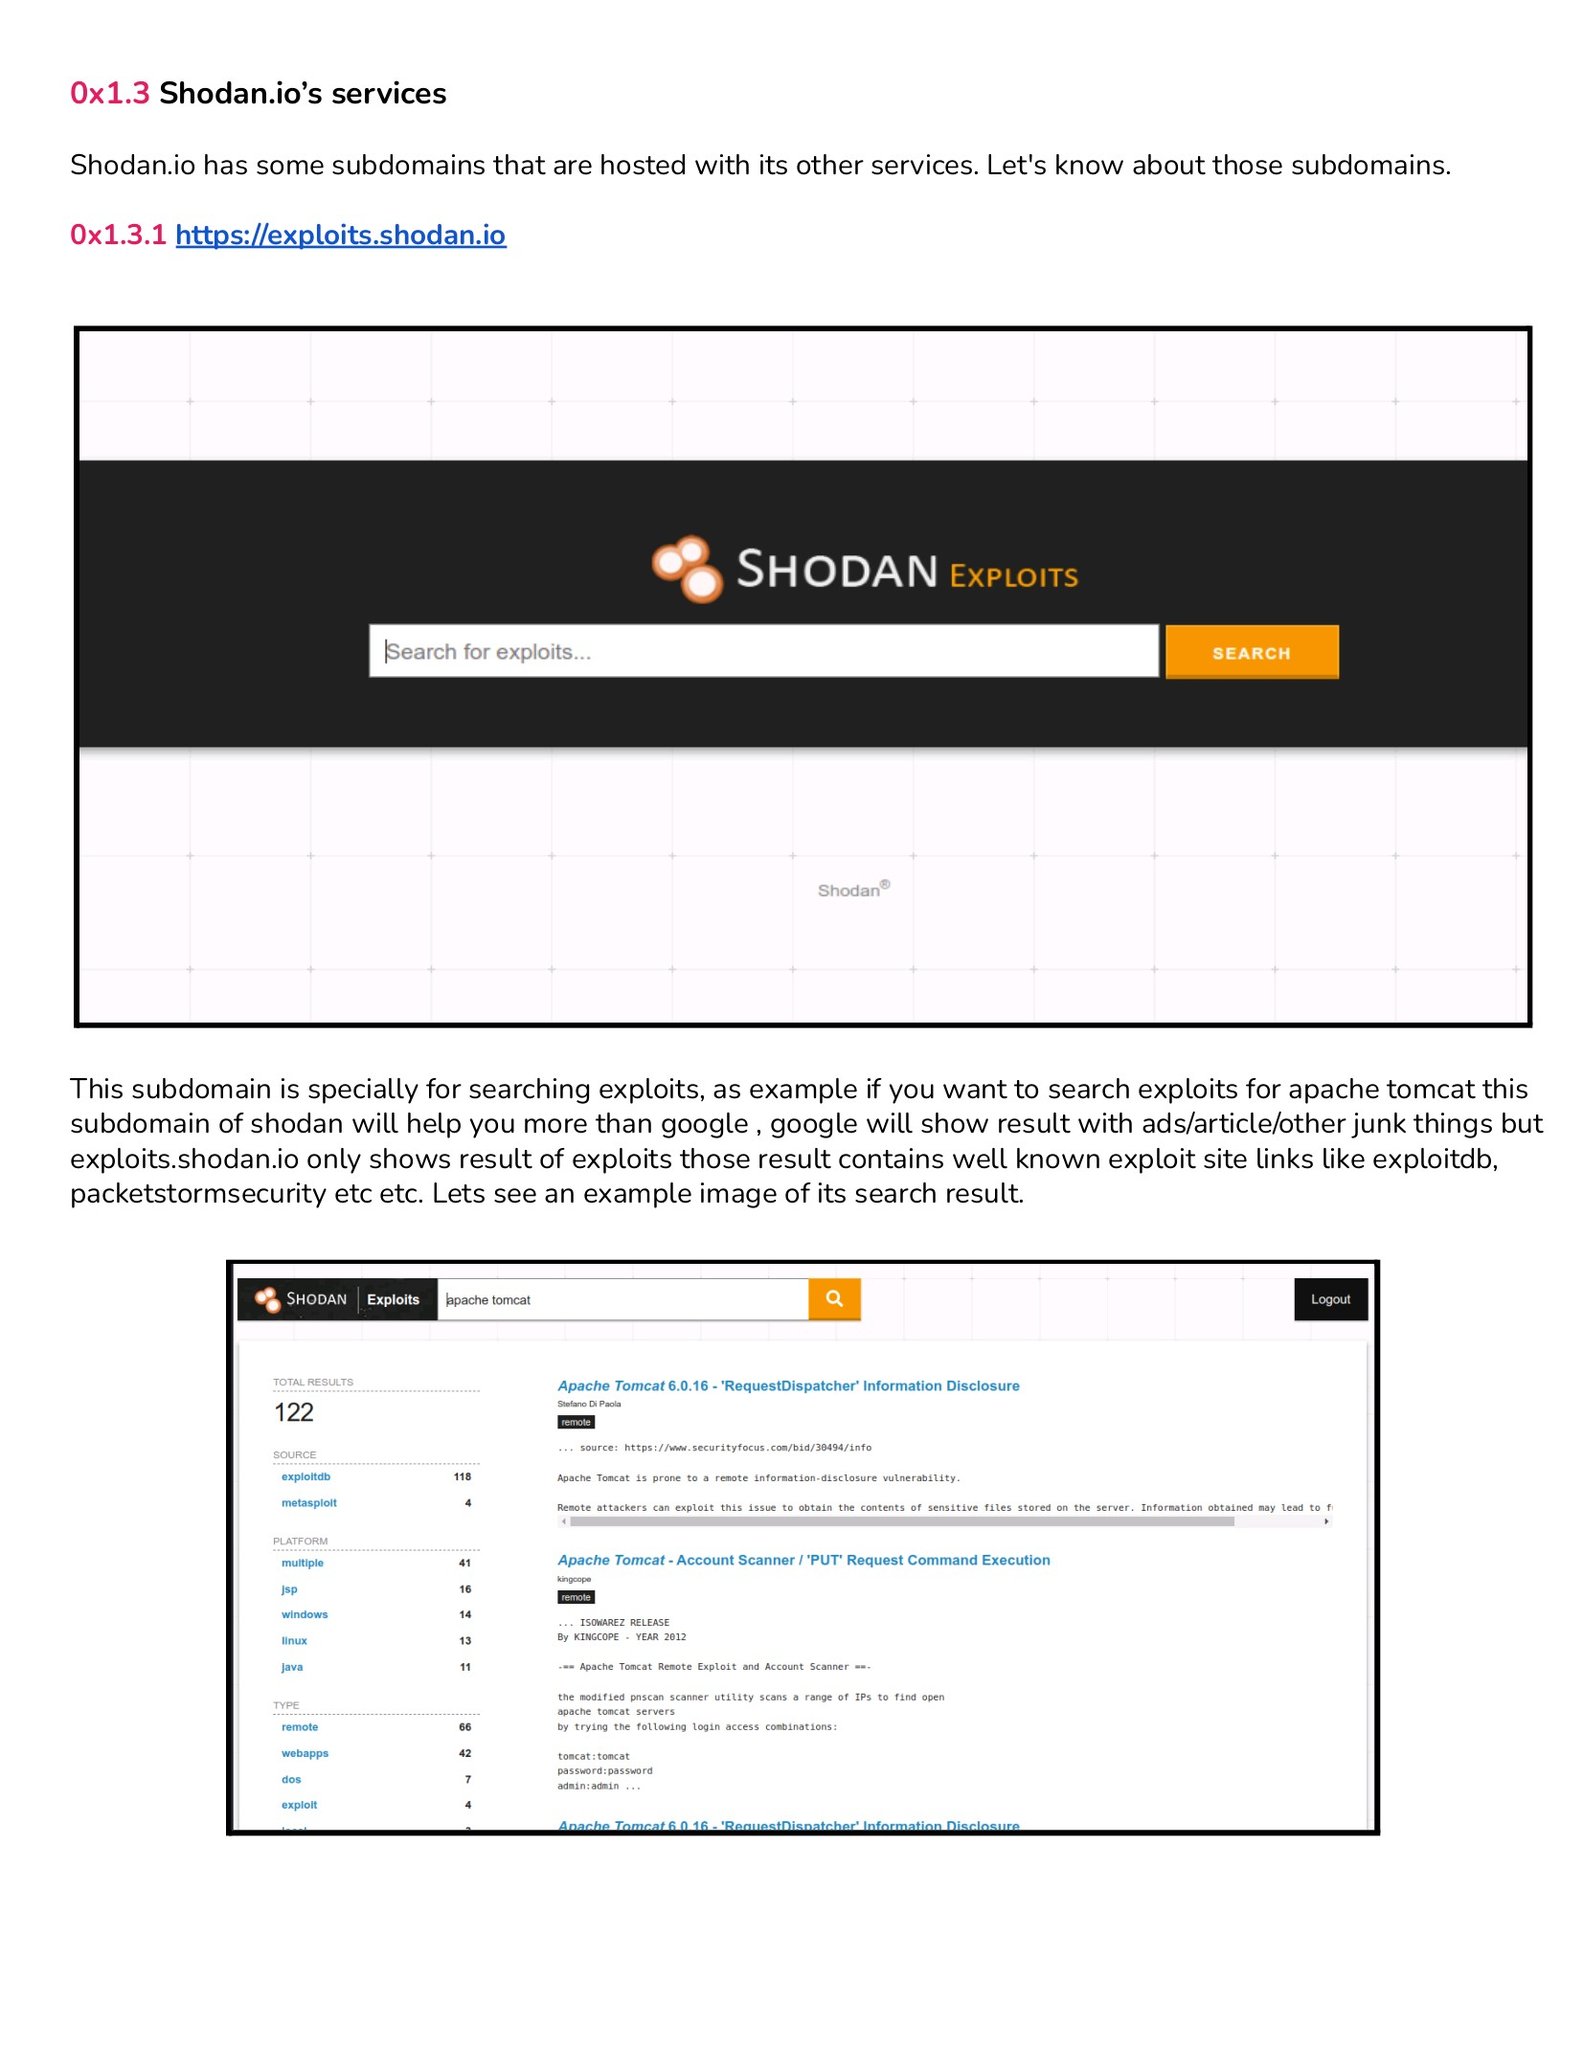 0x1.3 Shodan.io’s services
Shodan.io has some subdomains that are hosted with its other services. Let's know about those subdomains.
0x1.3.1 https://exploits.shodan.io
SHODAN EXPLOITS
Search for exploits...
SEARCH
Shodan®
This subdomain is specially for searching exploits, as example if you want to search exploits for apache tomcat this
subdomain of shodan will help you more than google , google will show result with ads/article/other junk things but
exploits.shodan.io only shows result of exploits those result contains well known exploit site links like exploitdb,
packetstormsecurity etc etc. Lets see an example image of its search result.
SHODAN Exploits apache tomcat Logout
TOTAL RESULTS
122
SOURCE
exploitdb 118
metasploit 4
PLATFORM
multiple 41
jsp 16
windows 14
linux 13
java 11
TYPE
remote 66
webapps 42
dos 7
exploit 4
Apache Tomcat 6.0.16 - 'RequestDispatcher' Information Disclosure
Stefano Di Paola
remote
... source: https://www.securityfocus.com/bid/30494/info
Apache Tomcat is prone to a remote information-disclosure vulnerability.
Remote attackers can exploit this issue to obtain the contents of sensitive files stored on the server. Information obtained may lead to
Apache Tomcat - Account Scanner / 'PUT' Request Command Execution
kingcope
remote
... ISOWAREZ RELEASE
By KINGCOPE - YEAR 2012
-== Apache Tomcat Remote Exploit and Account Scanner ==-
the modified pnscan scanner utility scans a range of IPs to find open
apache tomcat servers
by trying the following login access combinations:
tomcat:tomcat
password:password
admin:admin ...
Apache Tomcat 6.0.16 - 'RequestDispatcher' Information Disclosure